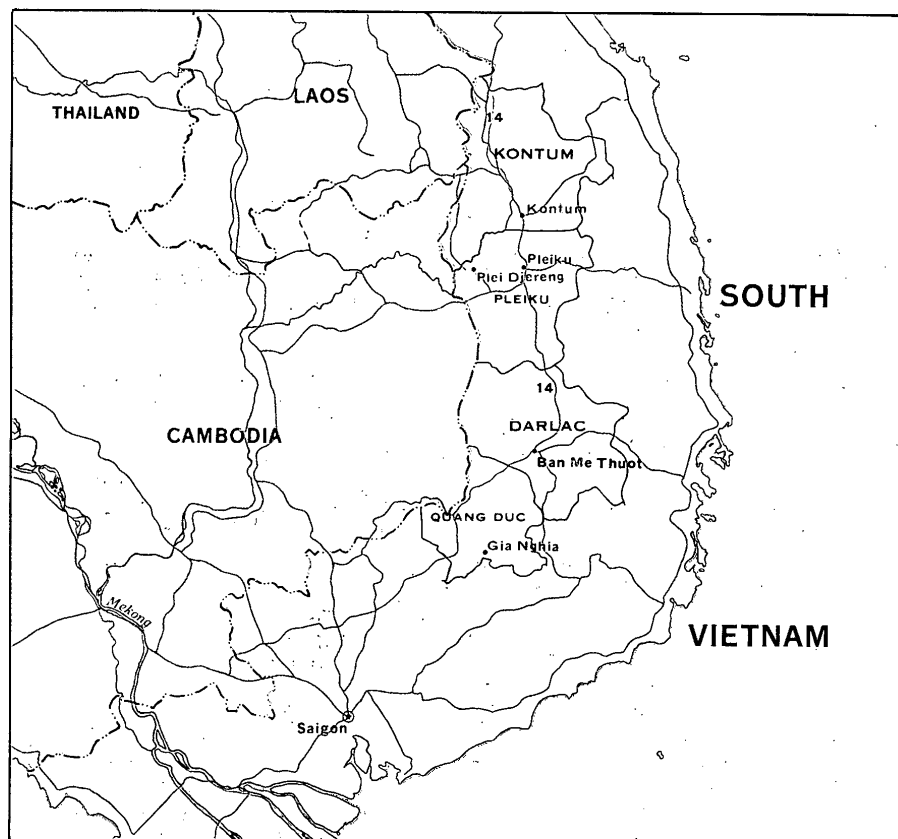 LAOS
THAILAND
14
KONTUM
Kontum
Pleiku
Plei Djereng
PLEIKU
SOUTH
14
DARLAC
CAMBODIA
Ban Me Thuot
QUANG DUC
Gia Nghia
Mekong
VIETNAM
Saigon